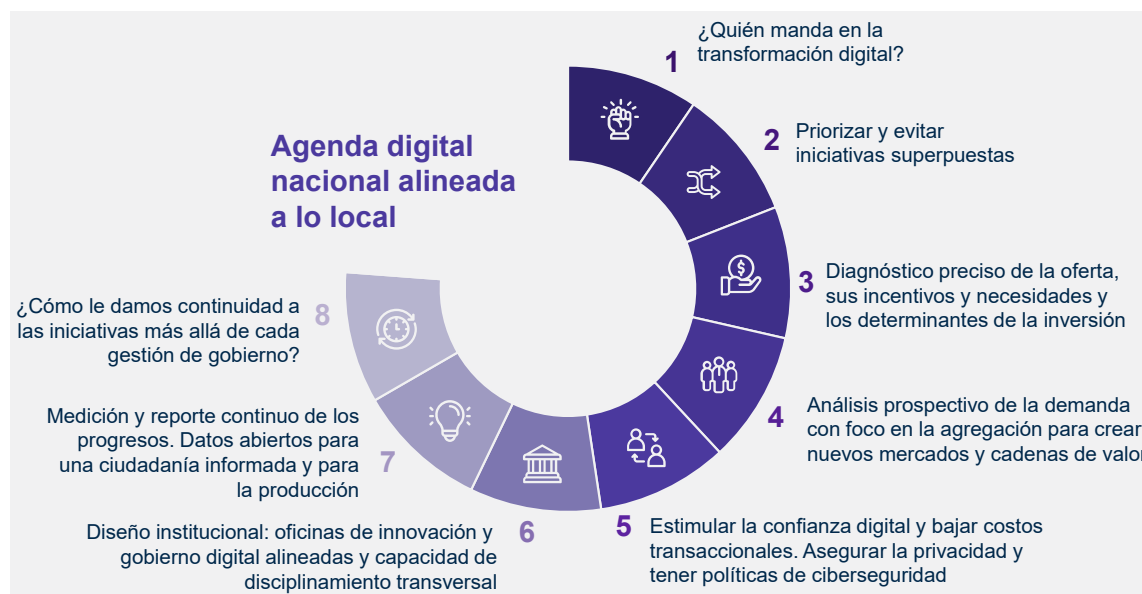 Agenda digital
nacional alineada
a lo local
1
¿Quién manda en la
transformación digital?
2
Priorizar y evitar
iniciativas superpuestas
3
Diagnóstico preciso de la oferta,
sus incentivos y necesidades y
los determinantes de la inversión
4
Análisis prospectivo de la demanda
con foco en la agregación para crear
nuevos mercados y cadenas de valor
5
Estimular la confianza digital y bajar costos
transaccionales. Asegurar la privacidad y
tener políticas de ciberseguridad
6
Diseño institucional: oficinas de innovación y
gobierno digital alineadas y capacidad de
disciplinamiento transversal
7
Medición y reporte continuo de los
progresos. Datos abiertos para
una ciudadanía informada y para
la producción
8
¿Cómo le damos continuidad a
las iniciativas más allá de cada
gestión de gobierno?
$